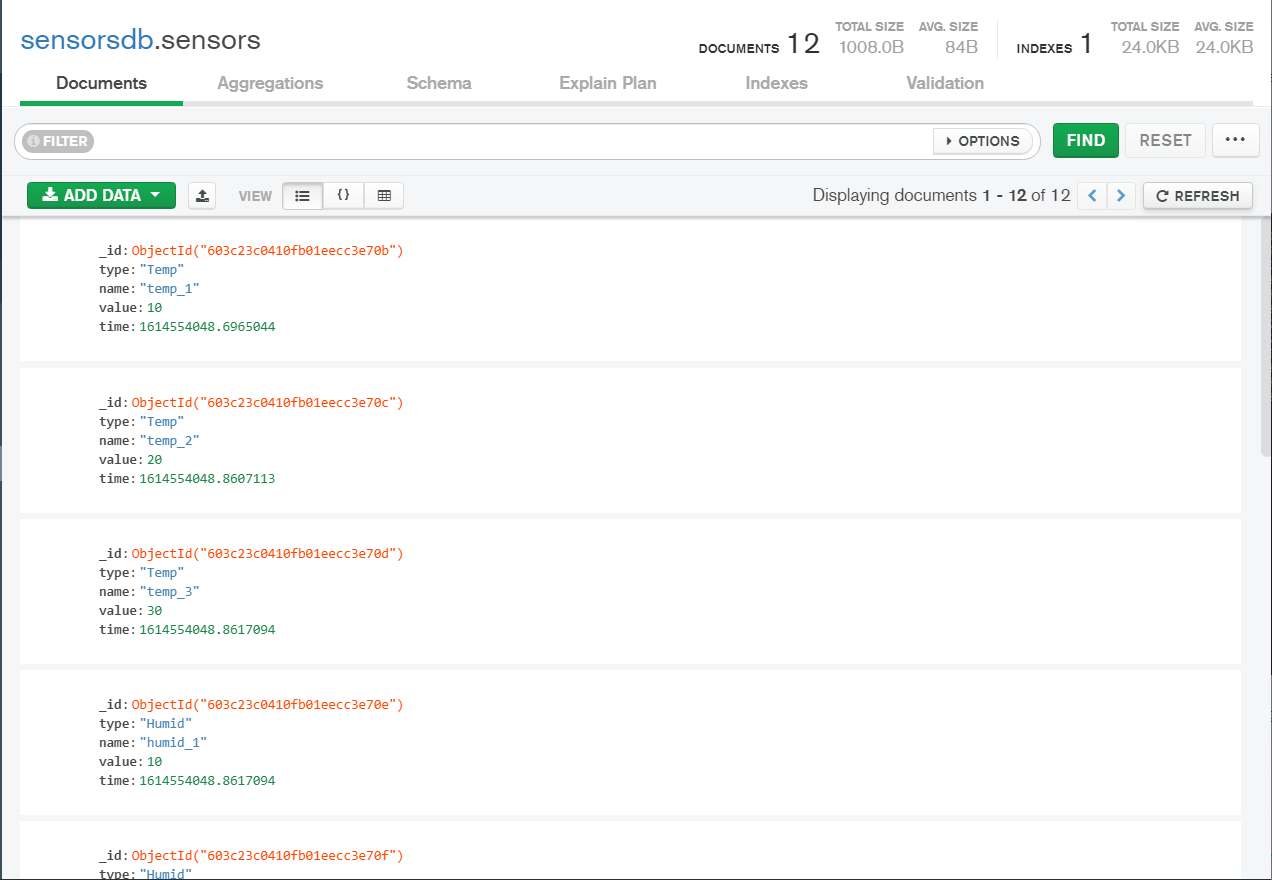 sensorsdb.sensors
DOCUMENTS 12 TOTAL SIZE 1008.0B AVG. SIZE 84B INDEXES 1 TOTAL SIZE 24.0KB AVG. SIZE 24.0KB
Documents Aggregations Schema Explain Plan Indexes Validation
FILTER OPTIONS FIND RESET ...
ADD DATA VIEW {} Displaying documents 1 - 12 of 12 REFRESH
_id: ObjectId("603c23c0410fb01eecc3e70b")
type: "Temp"
name: "temp_1"
value: 10
time: 1614554048.6965044
_id: ObjectId("603c23c0410fb01eecc3e70c")
type: "Temp"
name: "temp_2"
value: 20
time: 1614554048.8607113
_id: ObjectId("603c23c0410fb01eecc3e70d")
type: "Temp"
name: "temp_3"
value: 30
time: 1614554048.8617094
_id: ObjectId("603c23c0410fb01eecc3e70e")
type: "Humid"
name: "humid_1"
value: 10
time: 1614554048.8617094
_id: ObjectId("603c23c0410fb01eecc3e70f")
type: "Humid"